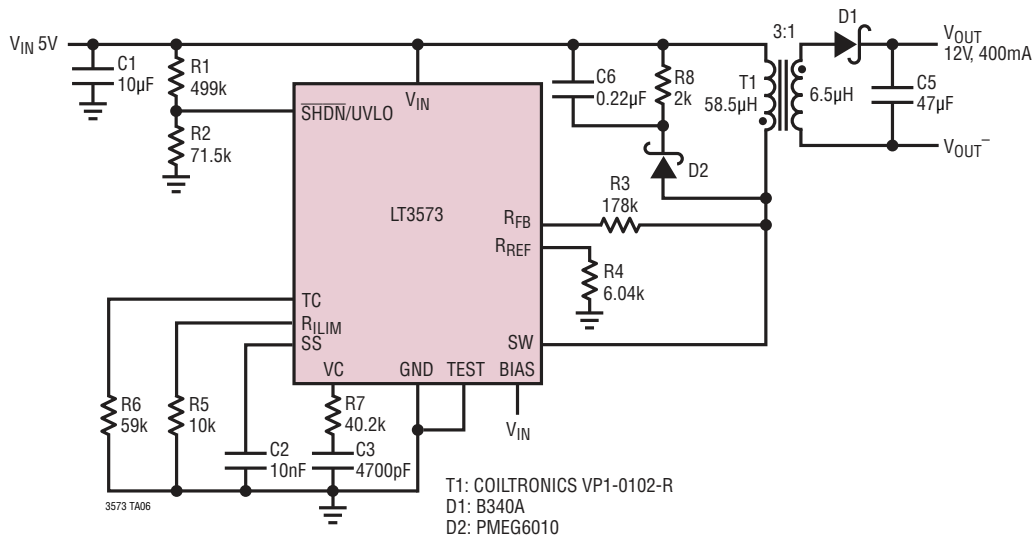 3:1
D1
V_IN 5V
V_OUT
12V, 400mA
C1
10µF
R1
499k
C6
0.22µF
R8
2k
T1
58.5µH
6.5µH
C5
47µF
V_IN
SHDN/UVLO
R2
71.5k
V_OUT⁻
D2
R3
178k
LT3573
R_FB
R_REF
R4
6.04k
TC
R_ILIM
SS
SW
VC
GND
TEST
BIAS
R6
59k
R5
10k
R7
40.2k
V_IN
C2
10nF
C3
4700pF
T1: COILTRONICS VP1-0102-R
D1: B340A
D2: PMEG6010
3573 TA06